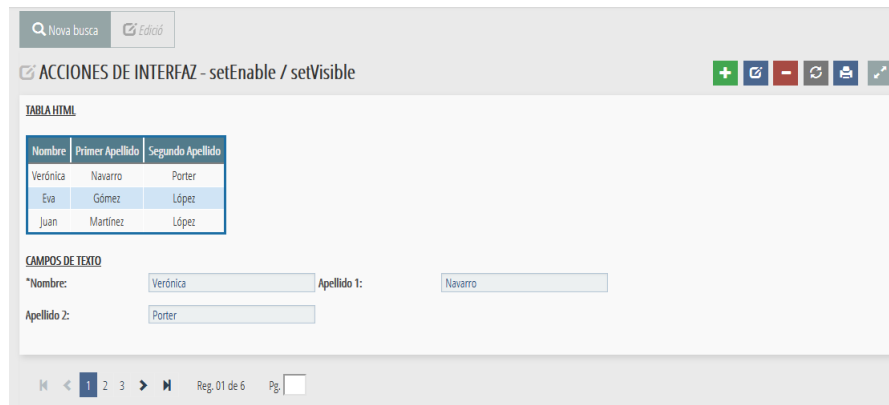 Nova busca Edició
ACCIONES DE INTERFAZ - setEnable / setVisible
TABLA HTML
Nombre Primer Apellido Segundo Apellido
Verónica Navarro Porter
Eva Gómez López
Juan Martínez López
CAMPOS DE TEXTO
*Nombre: Verónica Apellido 1: Navarro
Apellido 2: Porter
1 2 3 Reg. 01 de 6 Pg.